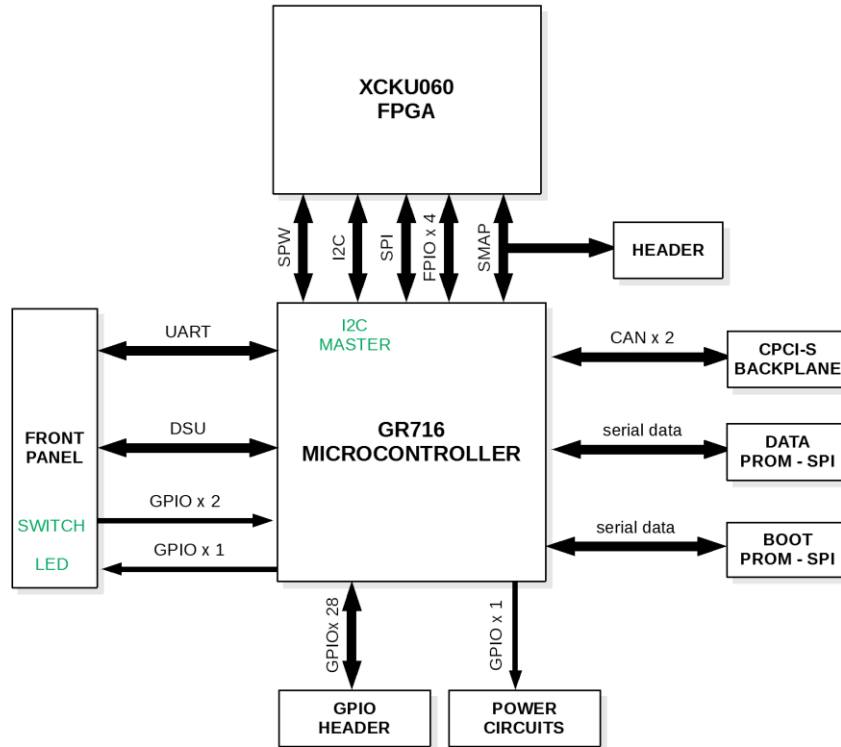 XCKU060
FPGA
SPW
I2C
SPI
FPIO x 4
SMAP
HEADER
I2C
MASTER
UART
CAN x 2
CPCI-S
BACKPLANE
FRONT
PANEL
DSU
GR716
MICROCONTROLLER
serial data
DATA
PROM - SPI
SWITCH
GPIO x 2
LED
GPIO x 1
serial data
BOOT
PROM - SPI
GPIOx 28
GPIO x 1
GPIO
HEADER
POWER
CIRCUITS